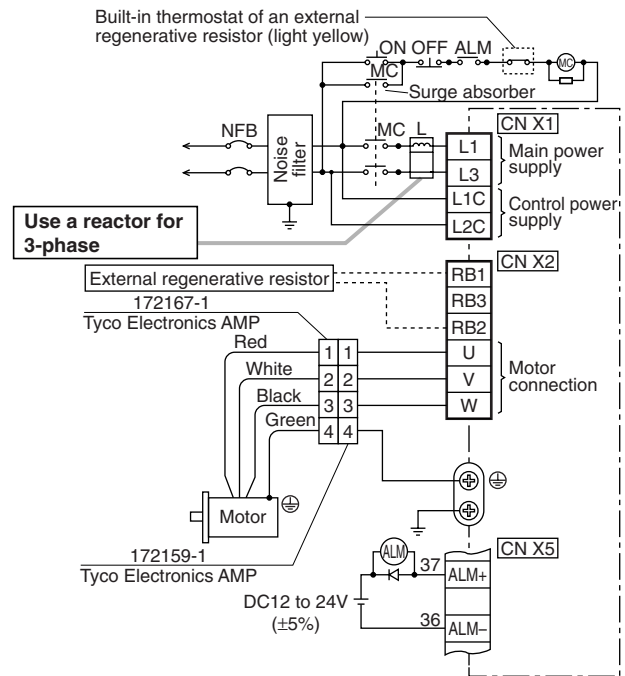 Built-in thermostat of an external
regenerative resistor (light yellow)
ON OFF ALM
MC
MC
Surge absorber
CN X1
NFB
Noise
filter
MC L
L1
L3
L1C
L2C
Main power
supply
Control power
supply
Use a reactor for
3-phase
CN X2
External regenerative resistor
RB1
RB3
RB2
172167-1
Tyco Electronics AMP
Red
White
Black
Green
1 1
2 2
3 3
4 4
U
V
W
Motor
connection
Motor
172159-1
Tyco Electronics AMP
CN X5
ALM
37
ALM+
DC12 to 24V
(±5%)
36
ALM−